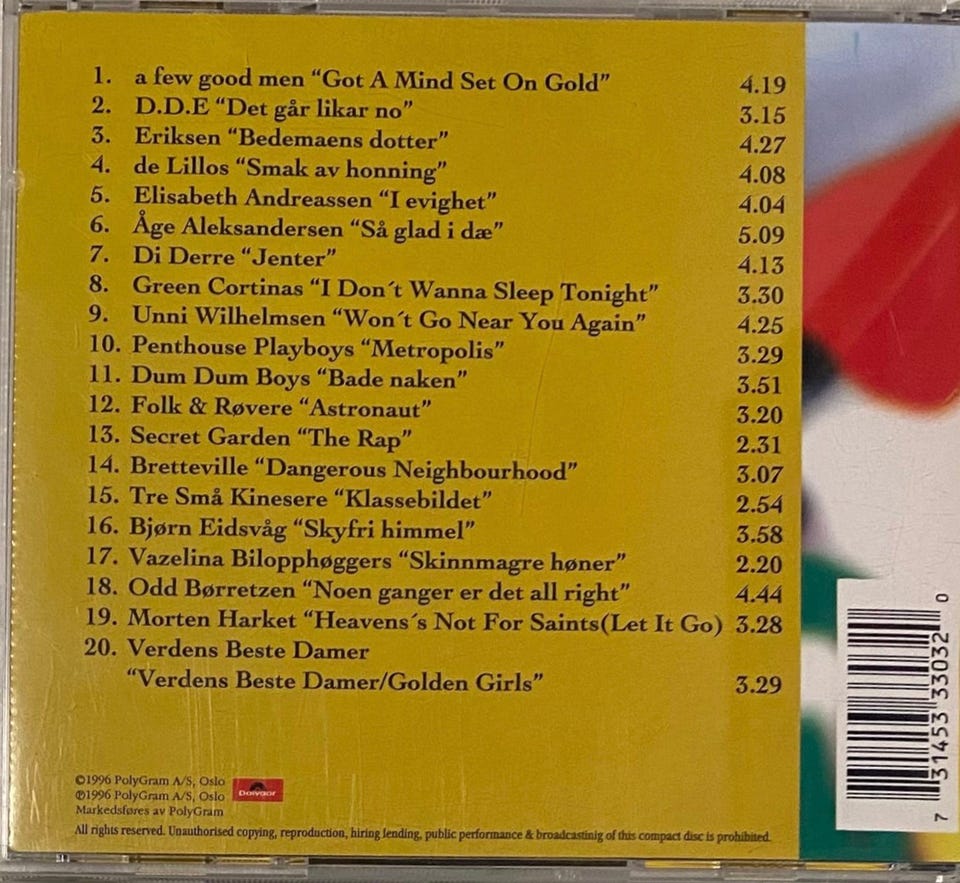 1. a few good men “Got A Mind Set On Gold” 4.19
2. D.D.E “Det går likar no” 3.15
3. Eriksen “Bedemaens dotter” 4.27
4. de Lillos “Smak av honning” 4.08
5. Elisabeth Andreassen “I evighet” 4.04
6. Åge Aleksandersen “Så glad i dæ” 5.09
7. Di Derre “Jenter” 4.13
8. Green Cortinas “I Don´t Wanna Sleep Tonight” 3.30
9. Unni Wilhelmsen “Won´t Go Near You Again” 4.25
10. Penthouse Playboys “Metropolis” 3.29
11. Dum Dum Boys “Bade naken” 3.51
12. Folk & Røvere “Astronaut” 3.20
13. Secret Garden “The Rap” 2.31
14. Bretteville “Dangerous Neighbourhood” 3.07
15. Tre Små Kinesere “Klassebildet” 2.54
16. Bjørn Eidsvåg “Skyfri himmel” 3.58
17. Vazelina Bilopphøggers “Skinnmagre høner” 2.20
18. Odd Børretzen “Noen ganger er det all right” 4.44
19. Morten Harket “Heavens´s Not For Saints(Let It Go) 3.28
20. Verdens Beste Damer
“Verdens Beste Damer/Golden Girls” 3.29
©1996 PolyGram A/S, Oslo
℗1996 PolyGram A/S, Oslo
Polydor
Markedsføres av PolyGram
All rights reserved. Unauthorised copying, reproduction, hiring lending, public performance & broadcastinig of this compact disc is prohibited.
7 31453 33032 0